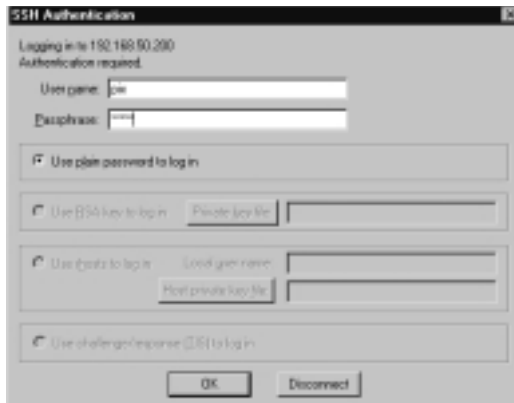 SSH Authentication
Logging in to 192.168.50.200
Authentication required.
User name: pix
Passphrase: ****
Use plain password to log in
Use RSA key to log in Private key file
Use rhosts to log in Local user name:
Host private key file
Use challenge/response to log in
OK Disconnect